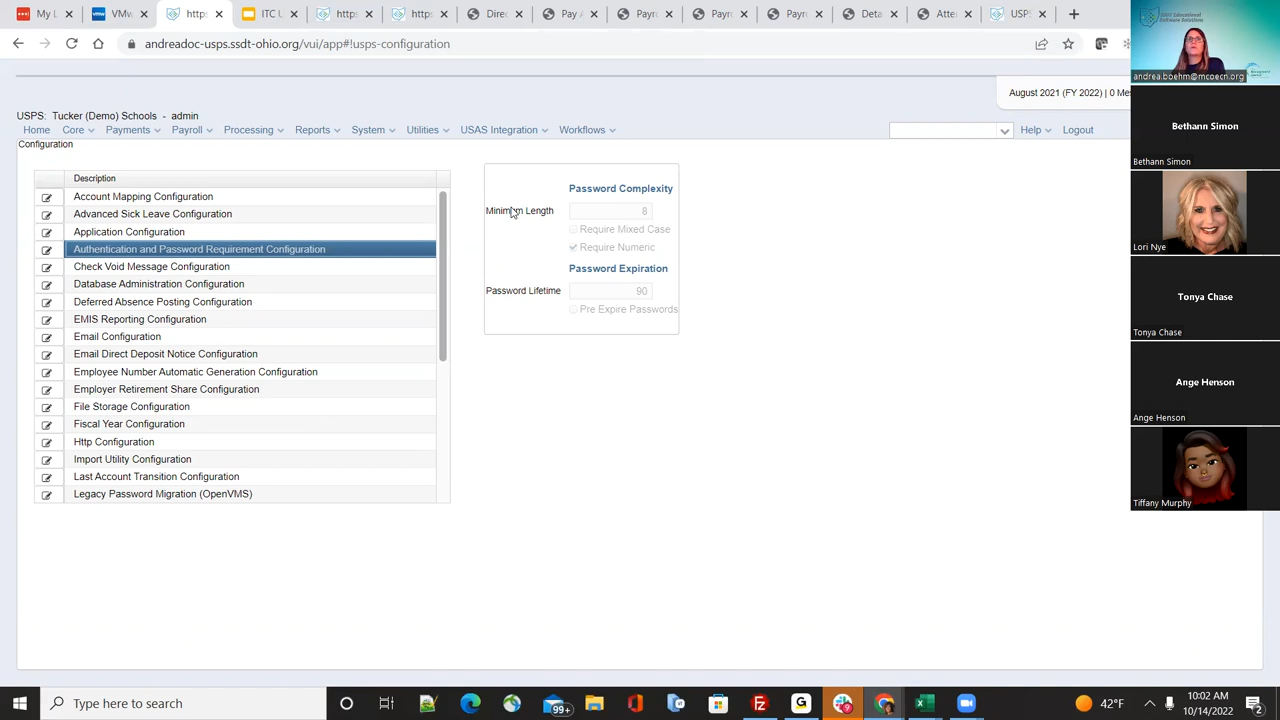 My L
VMw
http
ITC l
http
http
Pay
Payr
Payr
Payr
Deta
Atte
USP
andreadoc-usps.ssdt-ohio.org/vui/app#!usps-configuration
August 2021 (FY 2022) | 0 Mes
USPS: Tucker (Demo) Schools - admin
Home Core Payments Payroll Processing Reports System Utilities USAS Integration Workflows Help Logout
Configuration
Description
Account Mapping Configuration
Advanced Sick Leave Configuration
Application Configuration
Authentication and Password Requirement Configuration
Check Void Message Configuration
Database Administration Configuration
Deferred Absence Posting Configuration
EMIS Reporting Configuration
Email Configuration
Email Direct Deposit Notice Configuration
Employee Number Automatic Generation Configuration
Employer Retirement Share Configuration
File Storage Configuration
Fiscal Year Configuration
Http Configuration
Import Utility Configuration
Last Account Transition Configuration
Legacy Password Migration (OpenVMS)
Password Complexity
Minimum Length 8
Require Mixed Case
Require Numeric
Password Expiration
Password Lifetime 90
Pre Expire Passwords
andrea.boehm@mcoecn.org
Bethann Simon
Bethann Simon
Lori Nye
Tonya Chase
Tonya Chase
Ange Henson
Ange Henson
Tiffany Murphy
Type here to search
99+
42°F
10:02 AM
10/14/2022
2